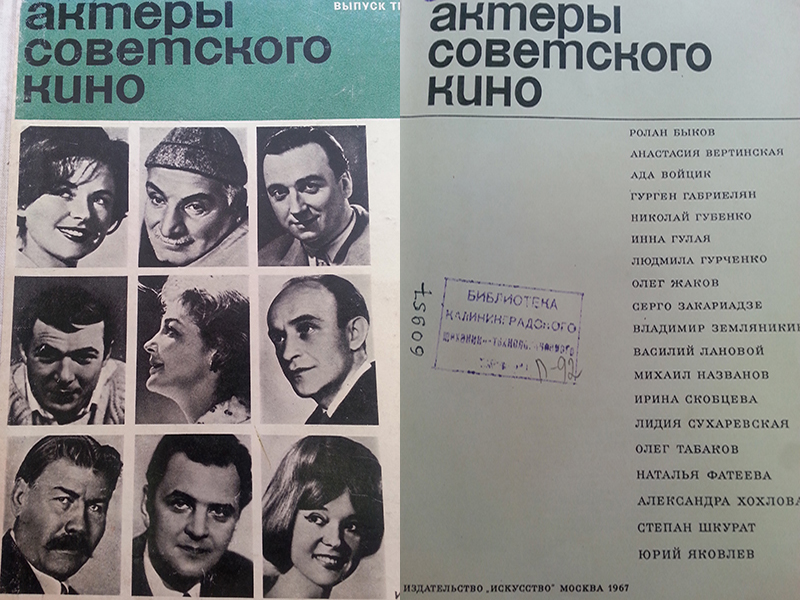 ВЫПУСК
актеры
советского
кино
актеры
советского
кино
РОЛАН БЫКОВ
АНАСТАСИЯ ВЕРТИНСКАЯ
АДА ВОЙЦИК
ГУРГЕН ГАБРИЕЛЯН
НИКОЛАЙ ГУБЕНКО
ИННА ГУЛАЯ
ЛЮДМИЛА ГУРЧЕНКО
ОЛЕГ ЖАКОВ
СЕРГО ЗАКАРИАДЗЕ
ВЛАДИМИР ЗЕМЛЯНИКИН
ВАСИЛИЙ ЛАНОВОЙ
МИХАИЛ НАЗВАНОВ
ИРИНА СКОБЦЕВА
ЛИДИЯ СУХАРЕВСКАЯ
ОЛЕГ ТАБАКОВ
НАТАЛЬЯ ФАТЕЕВА
АЛЕКСАНДРА ХОХЛОВА
СТЕПАН ШКУРАТ
ЮРИЙ ЯКОВЛЕВ
60957
БИБЛИОТЕКА
КАЛИНИНГРАДСКОГО
П-92
ИЗДАТЕЛЬСТВО „ИСКУССТВО" МОСКВА 1967